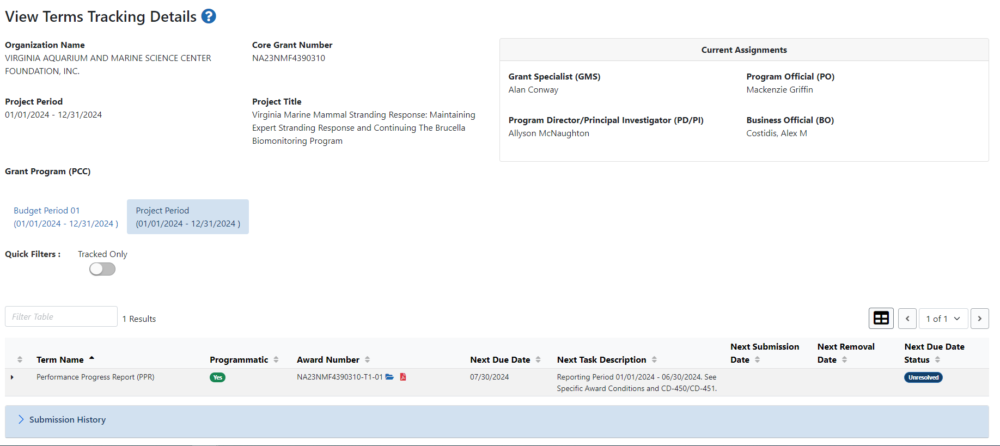 View Terms Tracking Details ?
Organization Name
VIRGINIA AQUARIUM AND MARINE SCIENCE CENTER
FOUNDATION, INC.
Core Grant Number
NA23NMF4390310
Project Period
01/01/2024 - 12/31/2024
Project Title
Virginia Marine Mammal Stranding Response: Maintaining
Expert Stranding Response and Continuing The Brucella
Biomonitoring Program
Current Assignments
Grant Specialist (GMS)
Alan Conway
Program Official (PO)
Mackenzie Griffin
Program Director/Principal Investigator (PD/PI)
Allyson McNaughton
Business Official (BO)
Costidis, Alex M
Grant Program (PCC)
Budget Period 01
(01/01/2024 - 12/31/2024 )
Project Period
(01/01/2024 - 12/31/2024 )
Quick Filters :
Tracked Only
Filter Table
1 Results
1 of 1
Term Name
Programmatic
Award Number
Next Due Date
Next Task Description
Next Submission
Date
Next Removal
Date
Next Due Date
Status
Performance Progress Report (PPR)
Yes
NA23NMF4390310-T1-01
07/30/2024
Reporting Period 01/01/2024 - 06/30/2024. See
Specific Award Conditions and CD-450/CD-451.
Unresolved
Submission History